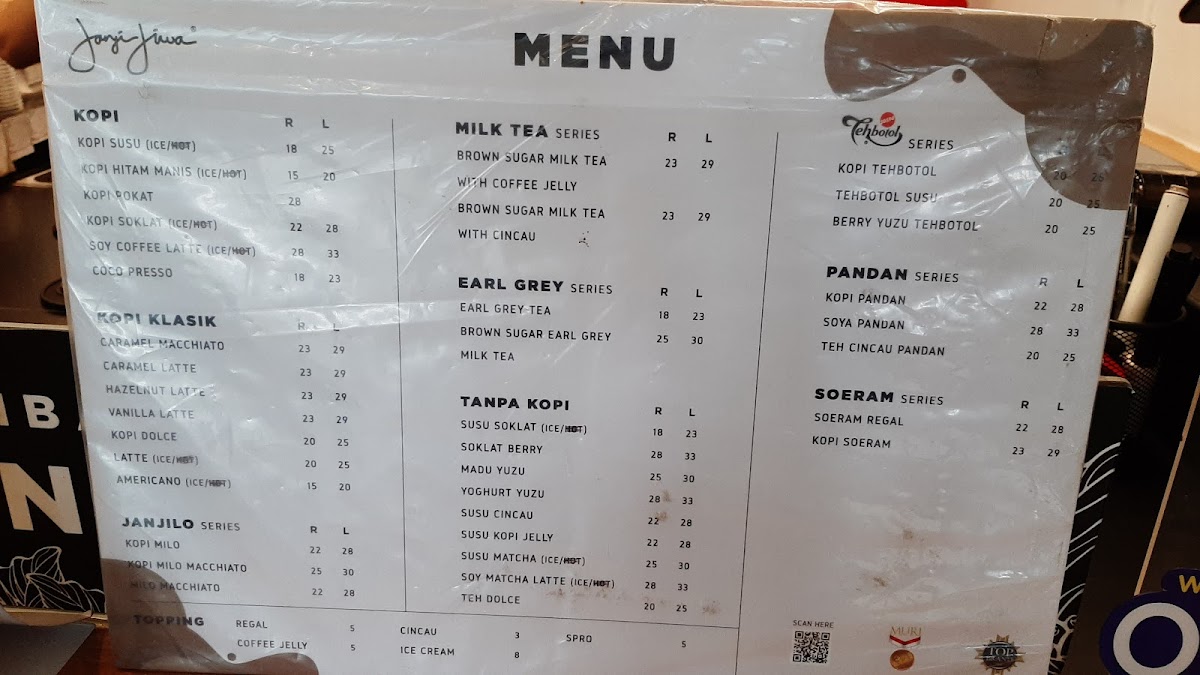 Janji Jiwa
MENU
KOPI R L
KOPI SUSU (ICE/HOT) 18 25
KOPI HITAM MANIS (ICE/HOT) 15 20
KOPI POKAT 28
KOPI SOKLAT (ICE/HOT) 22 28
SOY COFFEE LATTE (ICE/HOT) 28 33
COCO PRESSO 18 23
KOPI KLASIK R L
CARAMEL MACCHIATO 23 29
CARAMEL LATTE 23 29
HAZELNUT LATTE 23 29
VANILLA LATTE 23 29
KOPI DOLCE 20 25
LATTE (ICE/HOT) 20 25
AMERICANO (ICE/HOT) 15 20
JANJILO SERIES R L
KOPI MILO 22 28
KOPI MILO MACCHIATO 25 30
MILO MACCHIATO 22 28
MILK TEA SERIES R L
BROWN SUGAR MILK TEA 23 29
WITH COFFEE JELLY
BROWN SUGAR MILK TEA 23 29
WITH CINCAU
EARL GREY SERIES R L
EARL GREY TEA 18 23
BROWN SUGAR EARL GREY 25 30
MILK TEA
TANPA KOPI R L
SUSU SOKLAT (ICE/HOT) 18 23
SOKLAT BERRY 28 33
MADU YUZU 25 30
YOGHURT YUZU 28 33
SUSU CINCAU 22 28
SUSU KOPI JELLY 22 28
SUSU MATCHA (ICE/HOT) 25 30
SOY MATCHA LATTE (ICE/HOT) 28 33
TEH DOLCE 20 25
Tehbotol SERIES
KOPI TEHBOTOL 20 25
TEHBOTOL SUSU 20 25
BERRY YUZU TEHBOTOL 20 25
PANDAN SERIES R L
KOPI PANDAN 22 28
SOYA PANDAN 28 33
TEH CINCAU PANDAN 20 25
SOERAM SERIES R L
SOERAM REGAL 22 28
KOPI SOERAM 23 29
TOPPING
REGAL 5
COFFEE JELLY 5
CINCAU 3
ICE CREAM 8
SPRO 5
SCAN HERE
MURI
TOP
W
O
N